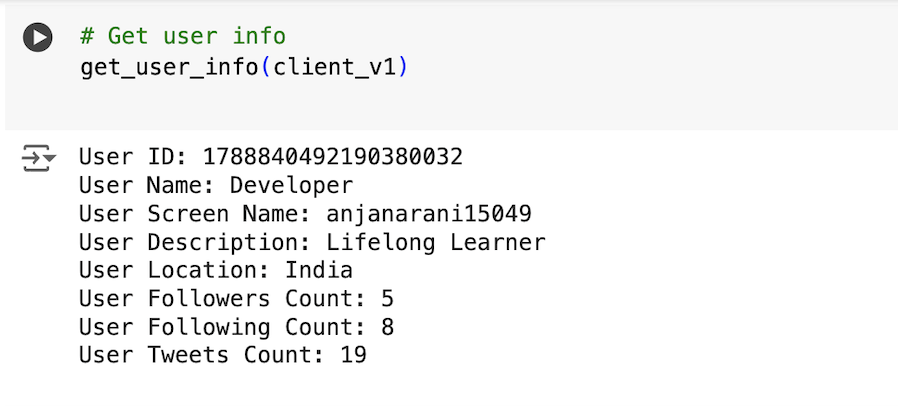 # Get user info
get_user_info(client_v1)
User ID: 1788840492190380032
User Name: Developer
User Screen Name: anjanarani15049
User Description: Lifelong Learner
User Location: India
User Followers Count: 5
User Following Count: 8
User Tweets Count: 19